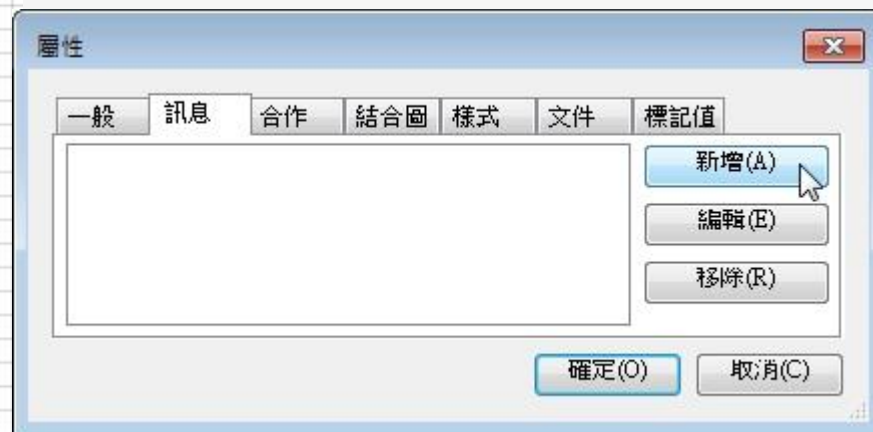 屬性
一般 訊息 合作 結合圖 樣式 文件 標記值
新增(A)
編輯(E)
移除(R)
確定(O) 取消(C)